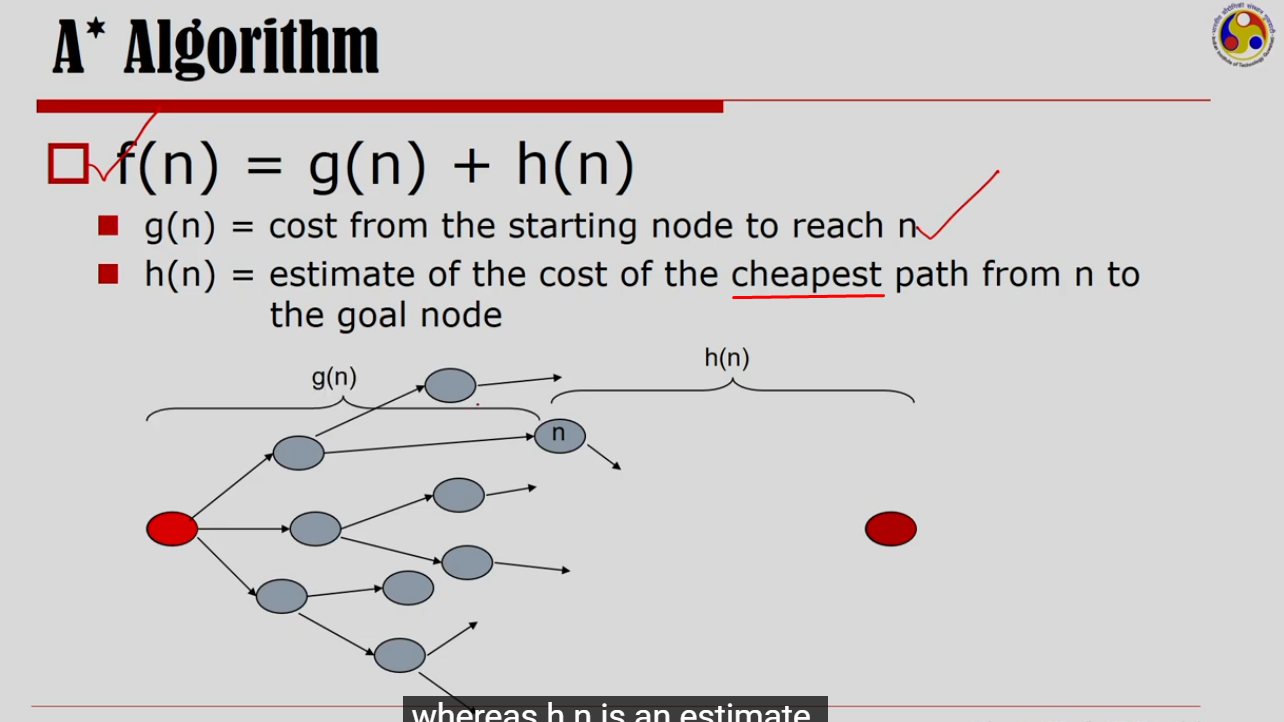 A* Algorithm
f(n) = g(n) + h(n)
g(n) = cost from the starting node to reach n
h(n) = estimate of the cost of the cheapest path from n to
the goal node
g(n)
h(n)
n
whereas h n is an estimate